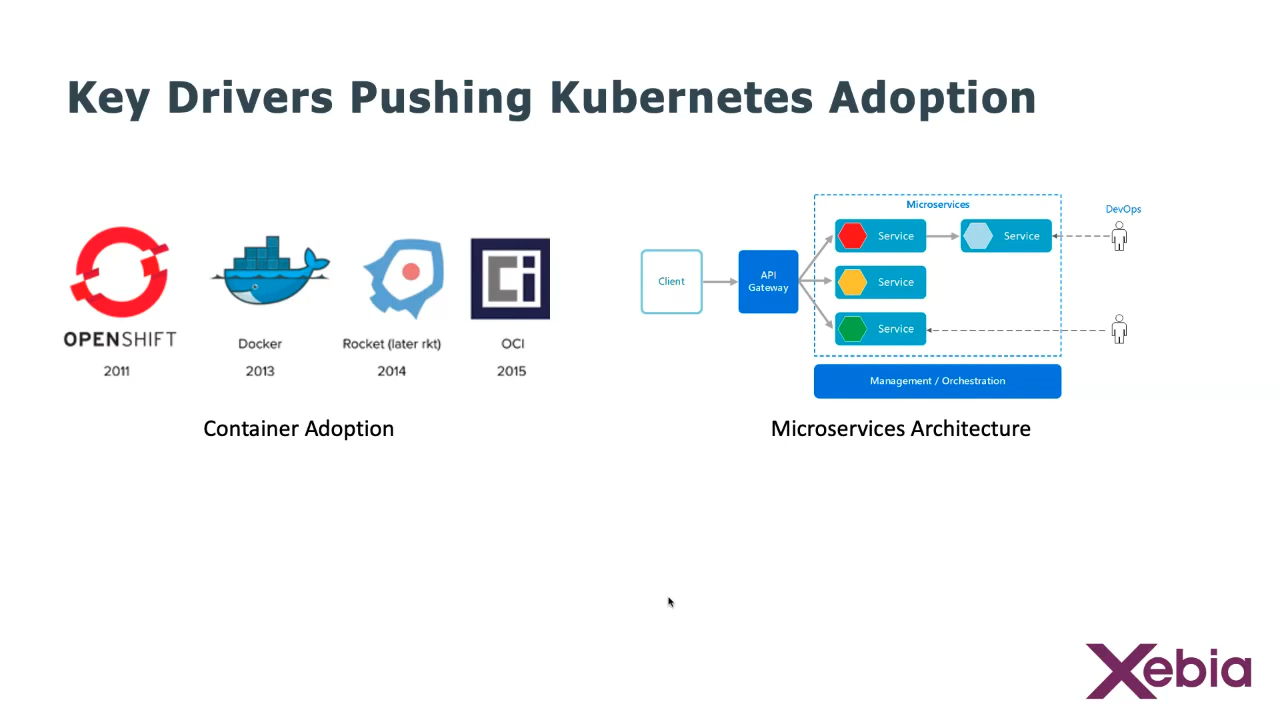 Key Drivers Pushing Kubernetes Adoption
OPENSHIFT
2011
Docker
2013
Rocket (later rkt)
2014
Ci
OCI
2015
Container Adoption
Client
API
Gateway
Microservices
Service
Service
Service
Service
DevOps
Management / Orchestration
Microservices Architecture
Xebia